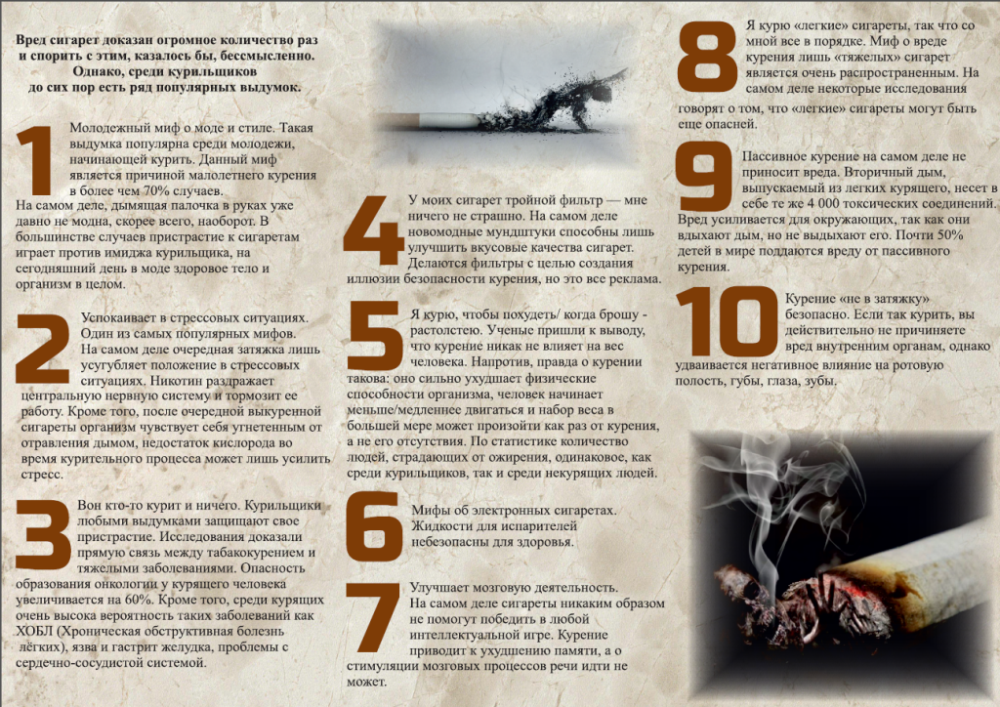 Вред сигарет доказан огромное количество раз
и спорить с этим, казалось бы, бессмысленно.
Однако, среди курильщиков
до сих пор есть ряд популярных выдумок.
1
Молодежный миф о моде и стиле. Такая
выдумка популярна среди молодежи,
начинающей курить. Данный миф
является причиной малолетнего курения
в более чем 70% случаев.
На самом деле, дымящая палочка в руках уже
давно не модна, скорее всего, наоборот. В
большинстве случаев пристрастие к сигаретам
играет против имиджа курильщика, на
сегодняшний день в моде здоровое тело и
организм в целом.
2
Успокаивает в стрессовых ситуациях.
Один из самых популярных мифов.
На самом деле очередная затяжка лишь
усугубляет положение в стрессовых
ситуациях. Никотин раздражает
центральную нервную систему и тормозит ее
работу. Кроме того, после очередной выкуренной
сигареты организм чувствует себя угнетенным от
отравления дымом, недостаток кислорода во
время курительного процесса может лишь усилить
стресс.
3
Вон кто-то курит и ничего. Курильщики
любыми выдумками защищают свое
пристрастие. Исследования доказали
прямую связь между табакокурением и
тяжелыми заболеваниями. Опасность
образования онкологии у курящего человека
увеличивается на 60%. Кроме того, среди курящих
очень высока вероятность таких заболеваний как
ХОБЛ (Хроническая обструктивная болезнь
лёгких), язва и гастрит желудка, проблемы с
сердечно-сосудистой системой.
4
У моих сигарет тройной фильтр — мне
ничего не страшно. На самом деле
новомодные мундштуки способны лишь
улучшить вкусовые качества сигарет.
Делаются фильтры с целью создания
иллюзии безопасности курения, но это все реклама.
5
Я курю, чтобы похудеть/ когда брошу -
растолстею. Ученые пришли к выводу,
что курение никак не влияет на вес
человека. Напротив, правда о курении
такова: оно сильно ухудшает физические
способности организма, человек начинает
меньше/медленнее двигаться и набор веса в
большей мере может произойти как раз от курения,
а не его отсутствия. По статистике количество
людей, страдающих от ожирения, одинаковое, как
среди курильщиков, так и среди некурящих людей.
6
Мифы об электронных сигаретах.
Жидкости для испарителей
небезопасны для здоровья.
7
Улучшает мозговую деятельность.
На самом деле сигареты никаким образом
не помогут победить в любой
интеллектуальной игре. Курение
приводит к ухудшению памяти, а о
стимуляции мозговых процессов речи идти не
может.
8
Я курю «легкие» сигареты, так что со
мной все в порядке. Миф о вреде
курения лишь «тяжелых» сигарет
является очень распространенным. На
самом деле некоторые исследования
говорят о том, что «легкие» сигареты могут быть
еще опасней.
9
Пассивное курение на самом деле не
приносит вреда. Вторичный дым,
выпускаемый из легких курящего, несет в
себе те же 4 000 токсических соединений.
Вред усиливается для окружающих, так как они
вдыхают дым, но не выдыхают его. Почти 50%
детей в мире поддаются вреду от пассивного
курения.
10
Курение «не в затяжку»
безопасно. Если так курить, вы
действительно не причиняете
вред внутренним органам, однако
удваивается негативное влияние на ротовую
полость, губы, глаза, зубы.